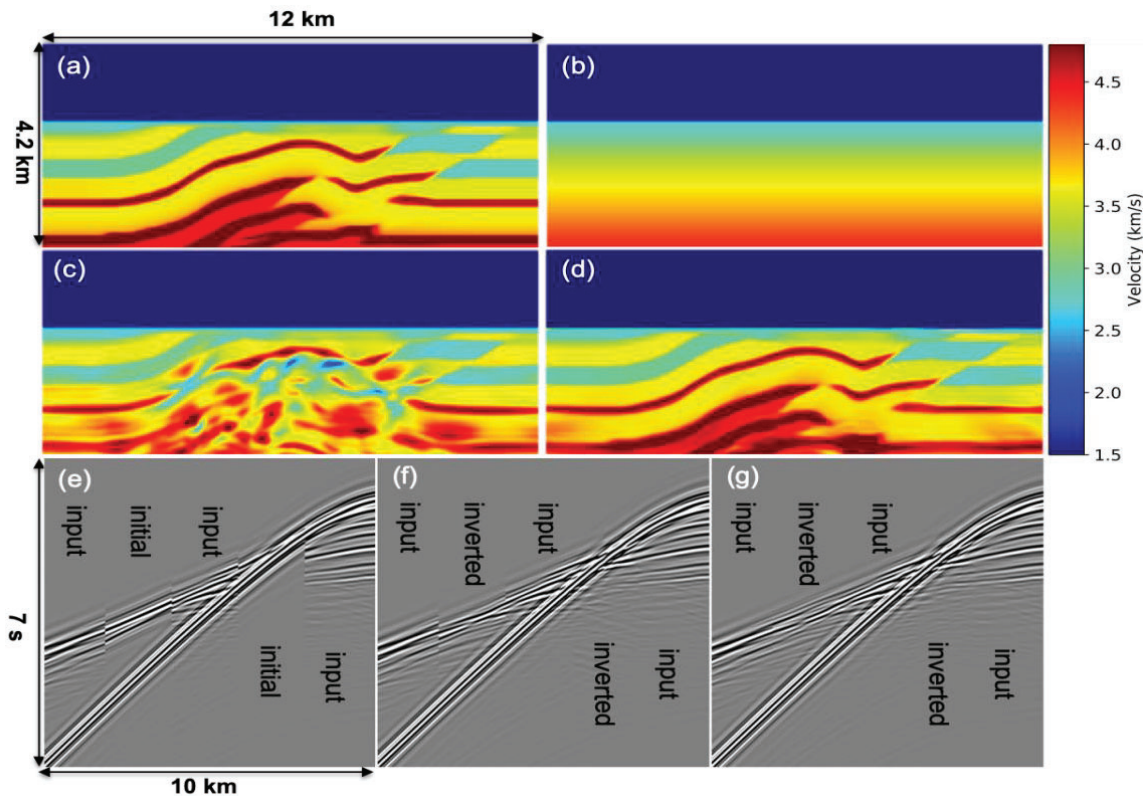 12 km
4.2 km
(a)
(b)
(c)
(d)
4.5
4.0
3.5
3.0
2.5
2.0
1.5
Velocity (km/s)
7 s
(e)
input
initial
input
initial
input
(f)
input
inverted
input
inverted
input
(g)
input
inverted
input
inverted
input
10 km